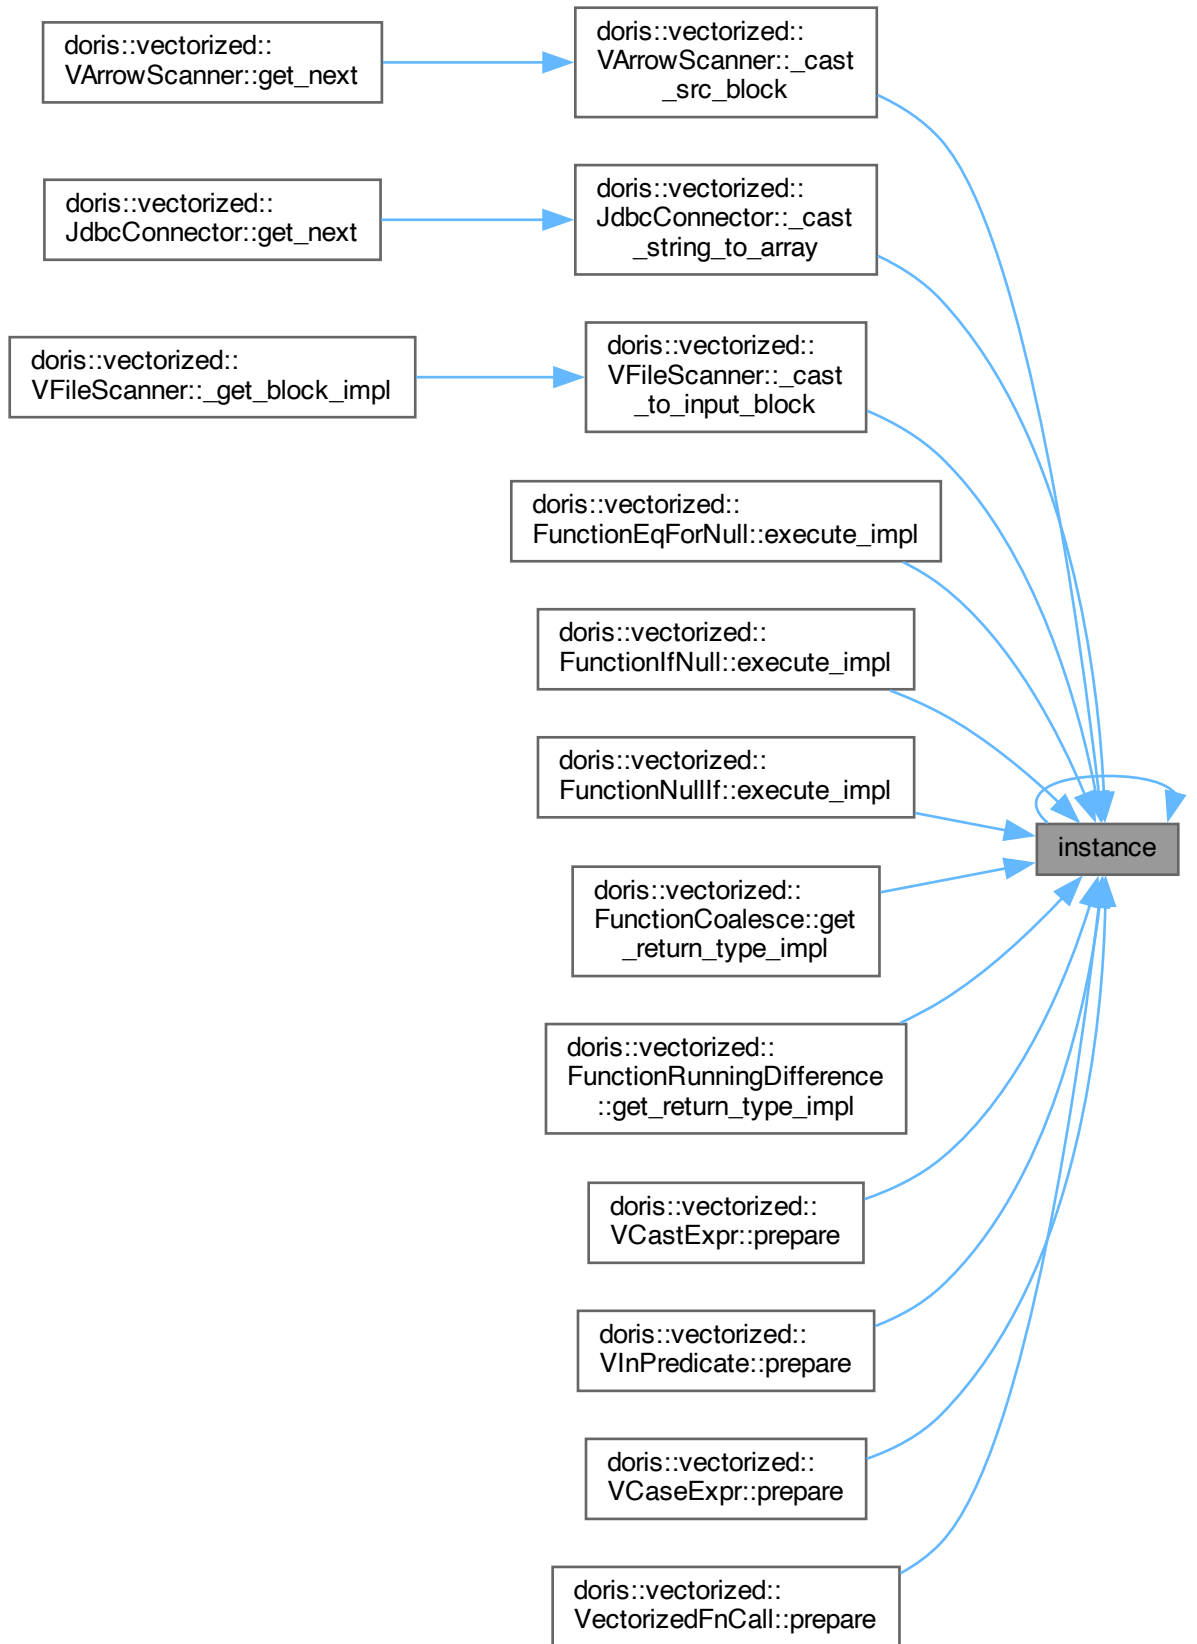 doris::vectorized::
VArrowScanner::get_next
doris::vectorized::
VArrowScanner::_cast
_src_block
doris::vectorized::
JdbcConnector::get_next
doris::vectorized::
JdbcConnector::_cast
_string_to_array
doris::vectorized::
VFileScanner::_get_block_impl
doris::vectorized::
VFileScanner::_cast
_to_input_block
doris::vectorized::
FunctionEqForNull::execute_impl
doris::vectorized::
FunctionIfNull::execute_impl
doris::vectorized::
FunctionNullIf::execute_impl
instance
doris::vectorized::
FunctionCoalesce::get
_return_type_impl
doris::vectorized::
FunctionRunningDifference
::get_return_type_impl
doris::vectorized::
VCastExpr::prepare
doris::vectorized::
VInPredicate::prepare
doris::vectorized::
VCaseExpr::prepare
doris::vectorized::
VectorizedFnCall::prepare